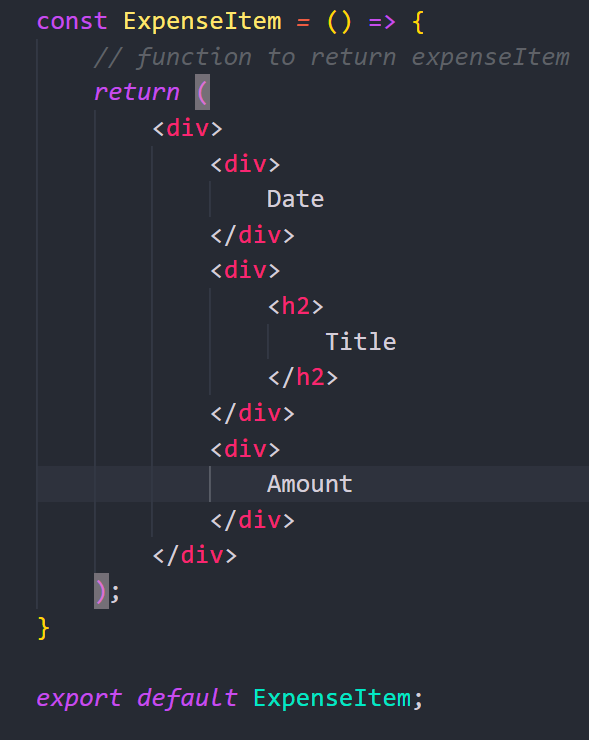 const ExpenseItem = () => {
    // function to return expenseItem
    return (
        <div>
            <div>
                Date
            </div>
            <div>
                <h2>
                    Title
                </h2>
            </div>
            <div>
                Amount
            </div>
        </div>
    );
}
export default ExpenseItem;